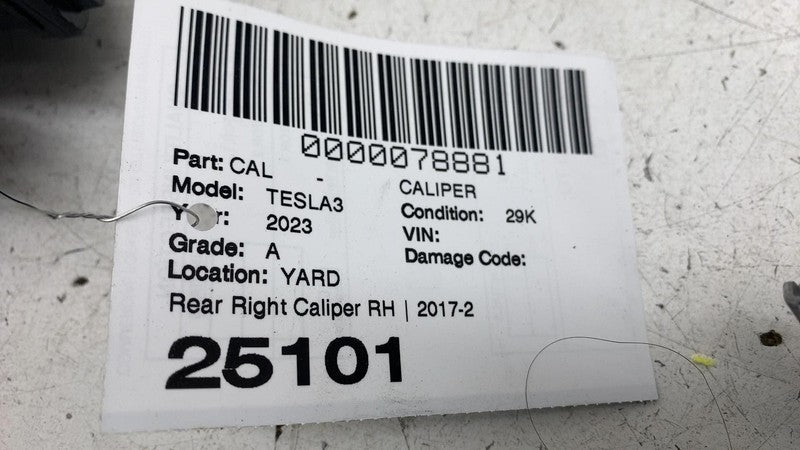 0000078881
Part: CAL - CALIPER
Model: TESLA3 Condition: 29K
Year: 2023 VIN:
Grade: A Damage Code:
Location: YARD
Rear Right Caliper RH | 2017-2
25101